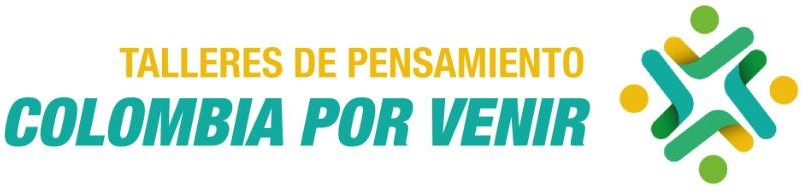 TALLERES DE PENSAMIENTO
COLOMBIA POR VENIR